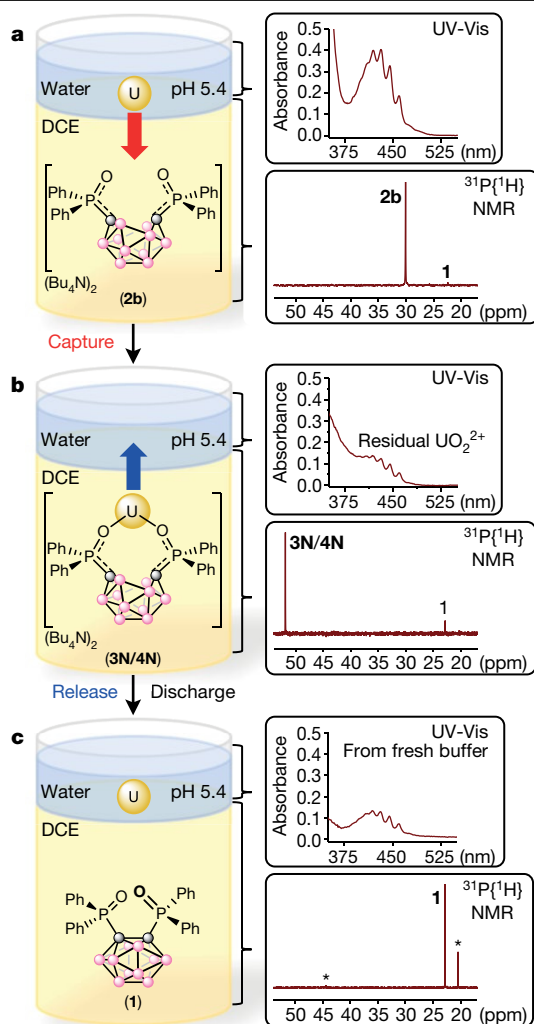 a
Water
U
pH 5.4
DCE
O
O
Ph
P
P
Ph
Ph
Ph
(Bu4N)2
(2b)
UV-Vis
Absorbance
0.5
0.4
0.3
0.2
0.1
0.0
375 450 525 (nm)
31P{1H}
NMR
2b
1
50 45 40 35 30 25 20 (ppm)
Capture
b
Water
pH 5.4
DCE
U
O
O
Ph
P
P
Ph
Ph
Ph
(Bu4N)2
(3N/4N)
UV-Vis
Absorbance
0.5
0.4
0.3
0.2
0.1
0.0
Residual UO₂²⁺
375 450 525 (nm)
3N/4N
31P{1H}
NMR
1
50 45 40 35 30 25 20 (ppm)
Release Discharge
c
Water
U
pH 5.4
DCE
Ph
O
O
Ph
P
P
Ph
Ph
(1)
UV-Vis
From fresh buffer
Absorbance
0.5
0.4
0.3
0.2
0.1
0.0
375 450 525 (nm)
1
31P{1H}
NMR
*
*
50 45 40 35 30 25 20 (ppm)